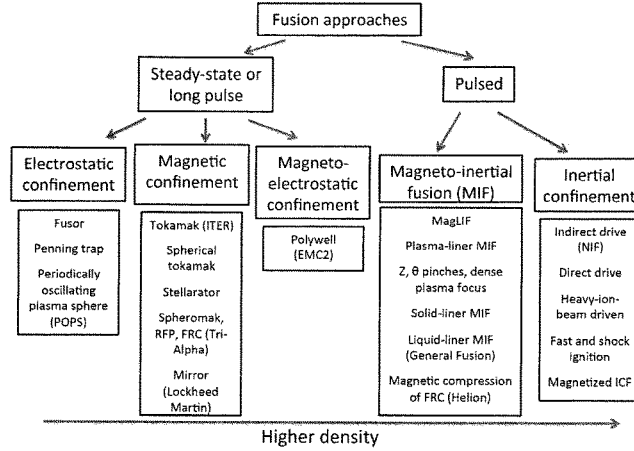 Fusion approaches
Steady-state or
long pulse
Pulsed
Electrostatic
confinement
Magnetic
confinement
Magneto-
electrostatic
confinement
Magneto-inertial
fusion (MIF)
Inertial
confinement
Fusor
Penning trap
Periodically
oscillating
plasma sphere
(POPS)
Tokamak (ITER)
Spherical
tokamak
Stellarator
Spheromak,
RFP, FRC (Tri-
Alpha)
Mirror
(Lockheed
Martin)
Polywell
(EMC2)
MagLIF
Plasma-liner MIF
Z, θ pinches, dense
plasma focus
Solid-liner MIF
Liquid-liner MIF
(General Fusion)
Magnetic compression
of FRC (Helion)
Indirect drive
(NIF)
Direct drive
Heavy-ion-
beam driven
Fast and shock
ignition
Magnetized ICF
Higher density